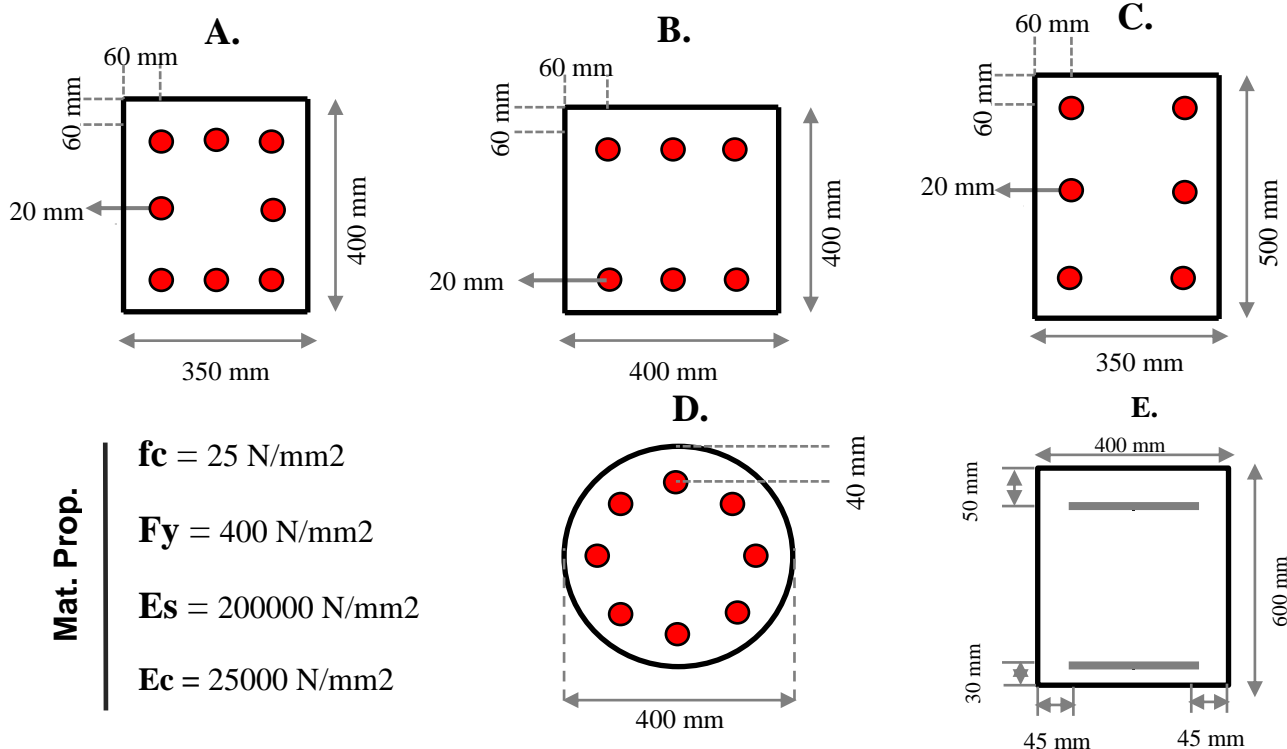 A.
60 mm
60 mm
20 mm
400 mm
350 mm
B.
60 mm
60 mm
20 mm
400 mm
400 mm
C.
60 mm
60 mm
20 mm
500 mm
350 mm
Mat. Prop.
fc = 25 N/mm2
Fy = 400 N/mm2
Es = 200000 N/mm2
Ec = 25000 N/mm2
D.
40 mm
400 mm
E.
400 mm
50 mm
600 mm
30 mm
45 mm
45 mm